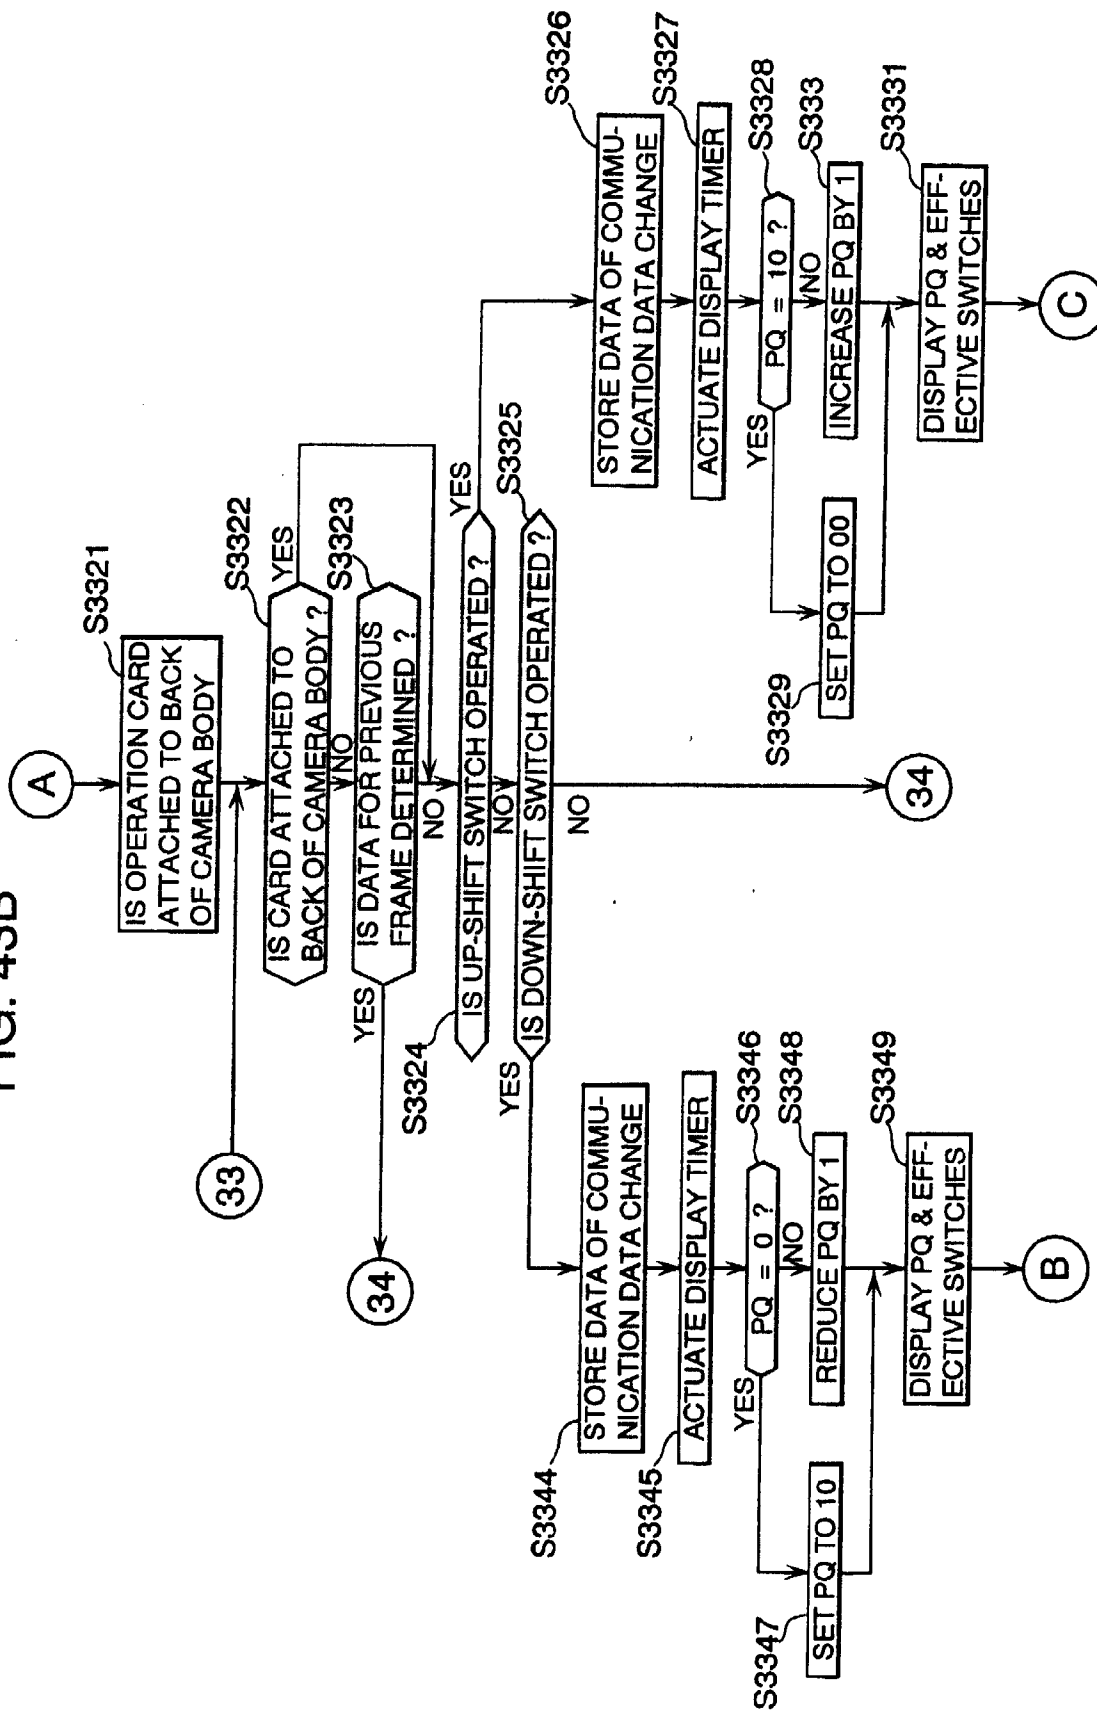 FIG. 43B
A
S3321
IS OPERATION CARD
ATTACHED TO BACK
OF CAMERA BODY
33
S3322
IS CARD ATTACHED TO
BACK OF CAMERA BODY ?
YES
NO
S3323
IS DATA FOR PREVIOUS
FRAME DETERMINED ?
YES
34
NO
S3324
IS UP-SHIFT SWITCH OPERATED ?
YES
NO
S3325
IS DOWN-SHIFT SWITCH OPERATED ?
YES
NO
34
S3344
STORE DATA OF COMMU-
NICATION DATA CHANGE
S3345
ACTUATE DISPLAY TIMER
S3346
PQ = 0 ?
YES
NO
S3347
SET PQ TO 10
S3348
REDUCE PQ BY 1
S3349
DISPLAY PQ & EFF-
ECTIVE SWITCHES
B
S3326
STORE DATA OF COMMU-
NICATION DATA CHANGE
S3327
ACTUATE DISPLAY TIMER
S3328
PQ = 10 ?
YES
NO
S3329
SET PQ TO 00
S333
INCREASE PQ BY 1
S3331
DISPLAY PQ & EFF-
ECTIVE SWITCHES
C